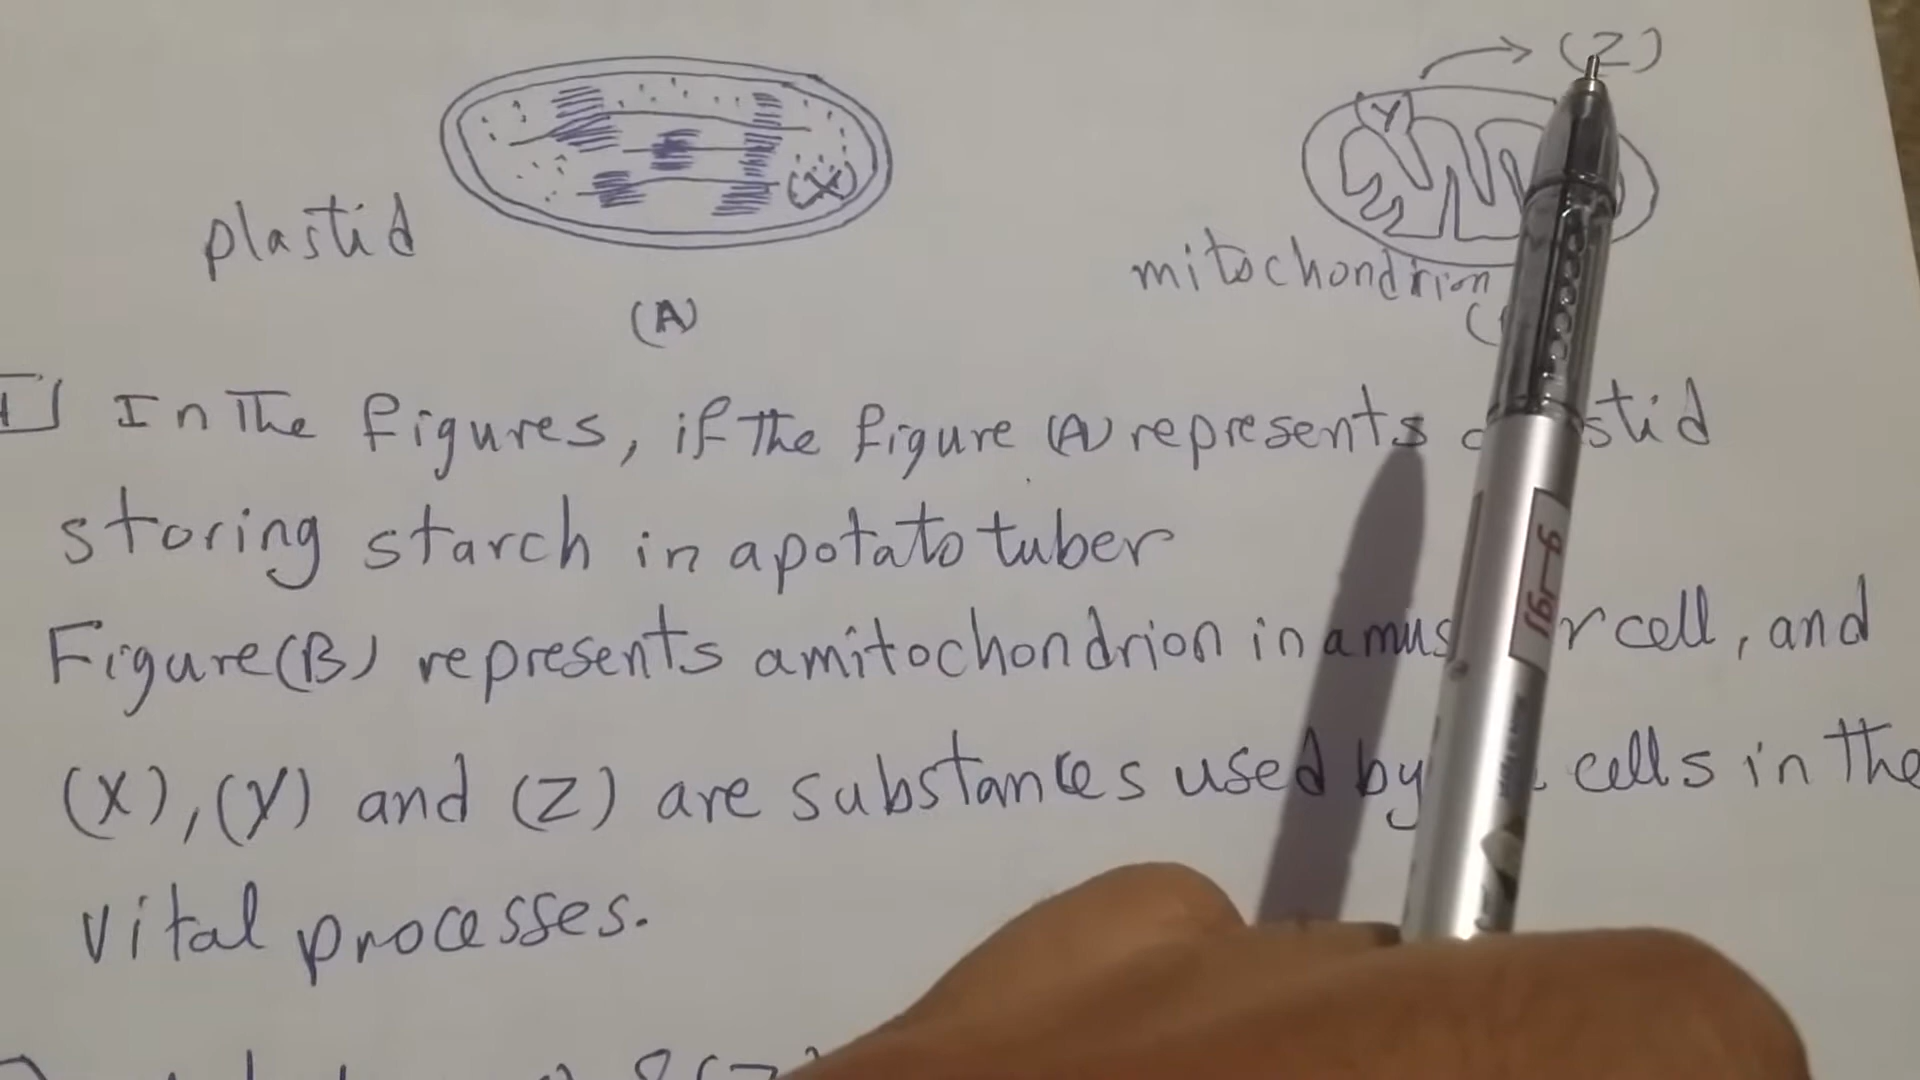 (Z)
Y
(X)
plastid
mitochondrion
(A)
1 In the figures, if the figure (A) represents
storing starch in a potato tuber
Figure (B) represents a mitochondrion in a cell, and
(X), (Y) and (Z) are substances used by cells in the
vital processes.